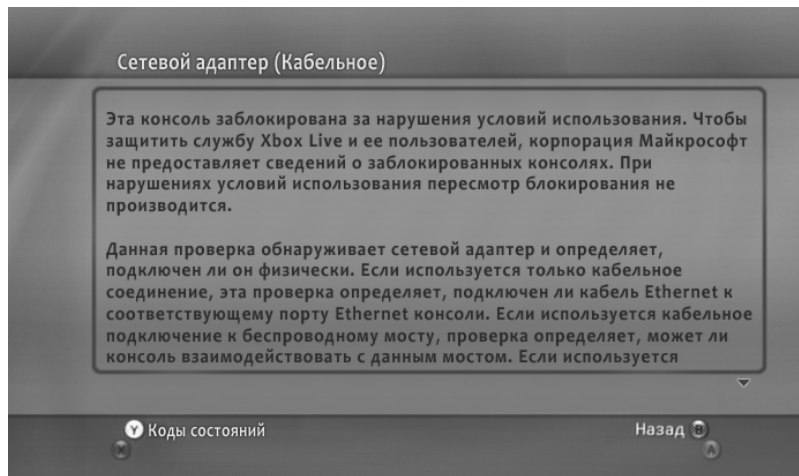 Сетевой адаптер (Кабельное)
Эта консоль заблокирована за нарушения условий использования. Чтобы
защитить службу Xbox Live и ее пользователей, корпорация Майкрософт
не предоставляет сведений о заблокированных консолях. При
нарушениях условий использования пересмотр блокирования не
производится.
Данная проверка обнаруживает сетевой адаптер и определяет,
подключен ли он физически. Если используется только кабельное
соединение, эта проверка определяет, подключен ли кабель Ethernet к
соответствующему порту Ethernet консоли. Если используется кабельное
подключение к беспроводному мосту, проверка определяет, может ли
консоль взаимодействовать с данным мостом. Если используется
Y Коды состояний
Назад B
X
A